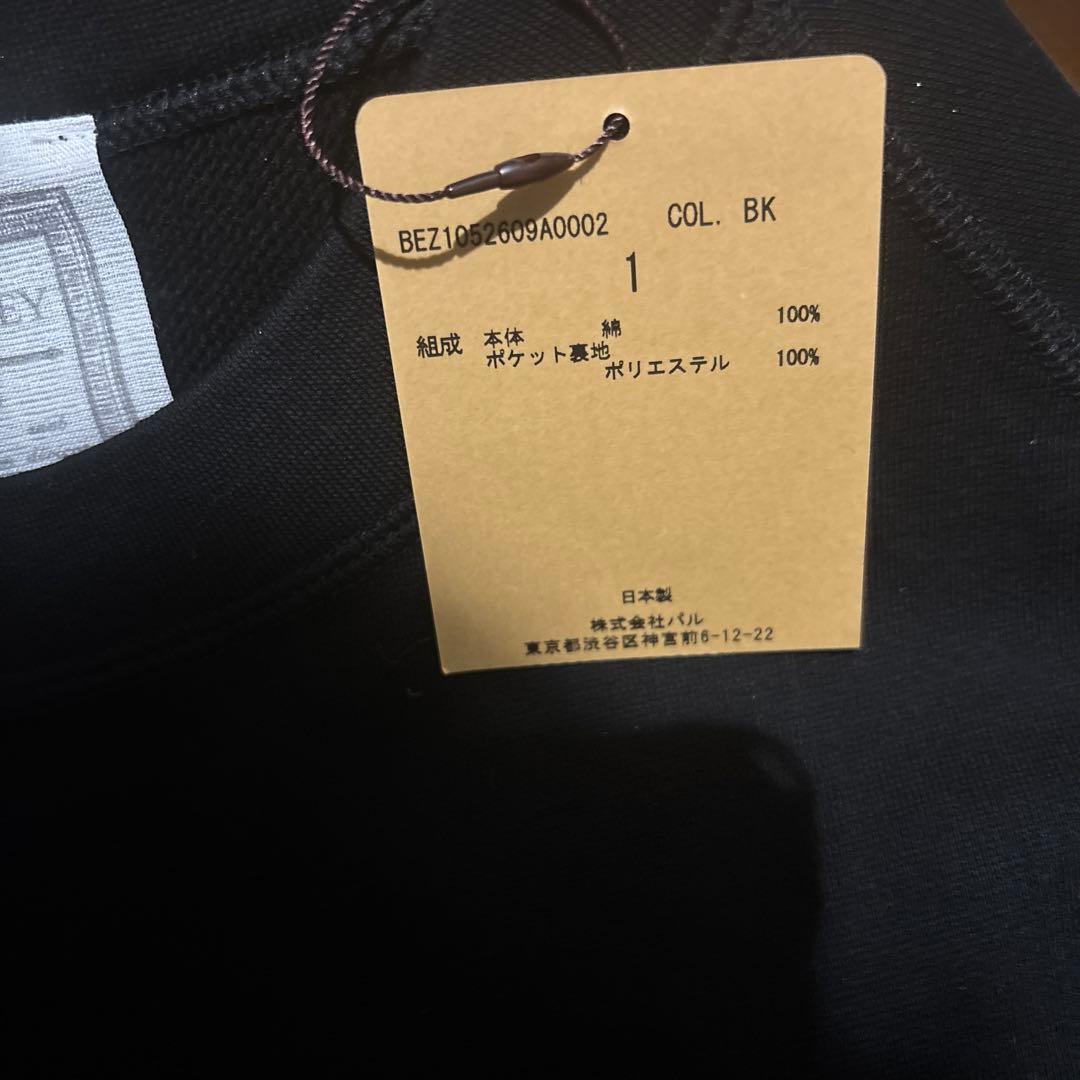 BEZ1052609A0002 COL. BK
1
組成 本体 綿 100%
ポケット裏地 ポリエステル 100%
日本製
株式会社パル
東京都渋谷区神宮前6-12-22
EY